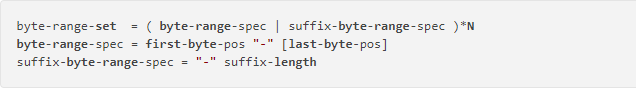 byte-range-set  = ( byte-range-spec | suffix-byte-range-spec )*N
byte-range-spec = first-byte-pos "-" [last-byte-pos]
suffix-byte-range-spec = "-" suffix-length